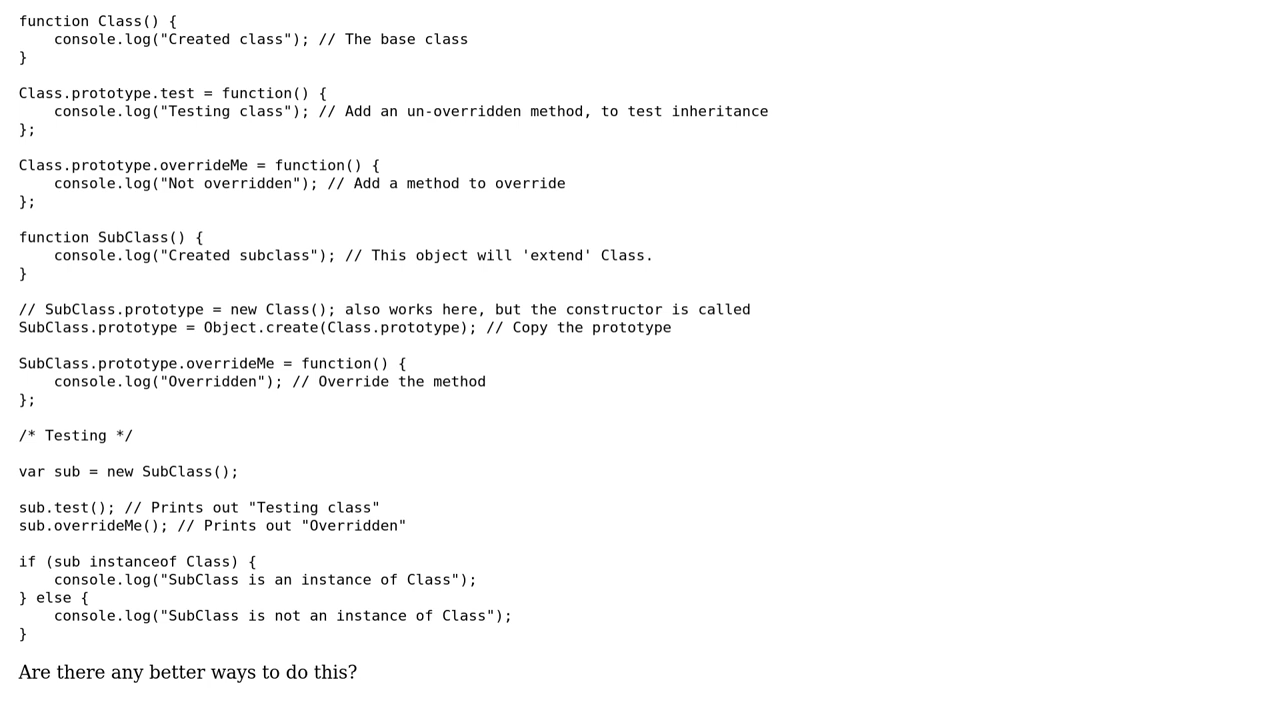 function Class() {
    console.log("Created class"); // The base class
}

Class.prototype.test = function() {
    console.log("Testing class"); // Add an un-overridden method, to test inheritance
};

Class.prototype.overrideMe = function() {
    console.log("Not overridden"); // Add a method to override
};

function SubClass() {
    console.log("Created subclass"); // This object will 'extend' Class.
}

// SubClass.prototype = new Class(); also works here, but the constructor is called
SubClass.prototype = Object.create(Class.prototype); // Copy the prototype

SubClass.prototype.overrideMe = function() {
    console.log("Overridden"); // Override the method
};

/* Testing */

var sub = new SubClass();

sub.test(); // Prints out "Testing class"
sub.overrideMe(); // Prints out "Overridden"

if (sub instanceof Class) {
    console.log("SubClass is an instance of Class");
} else {
    console.log("SubClass is not an instance of Class");
}

Are there any better ways to do this?